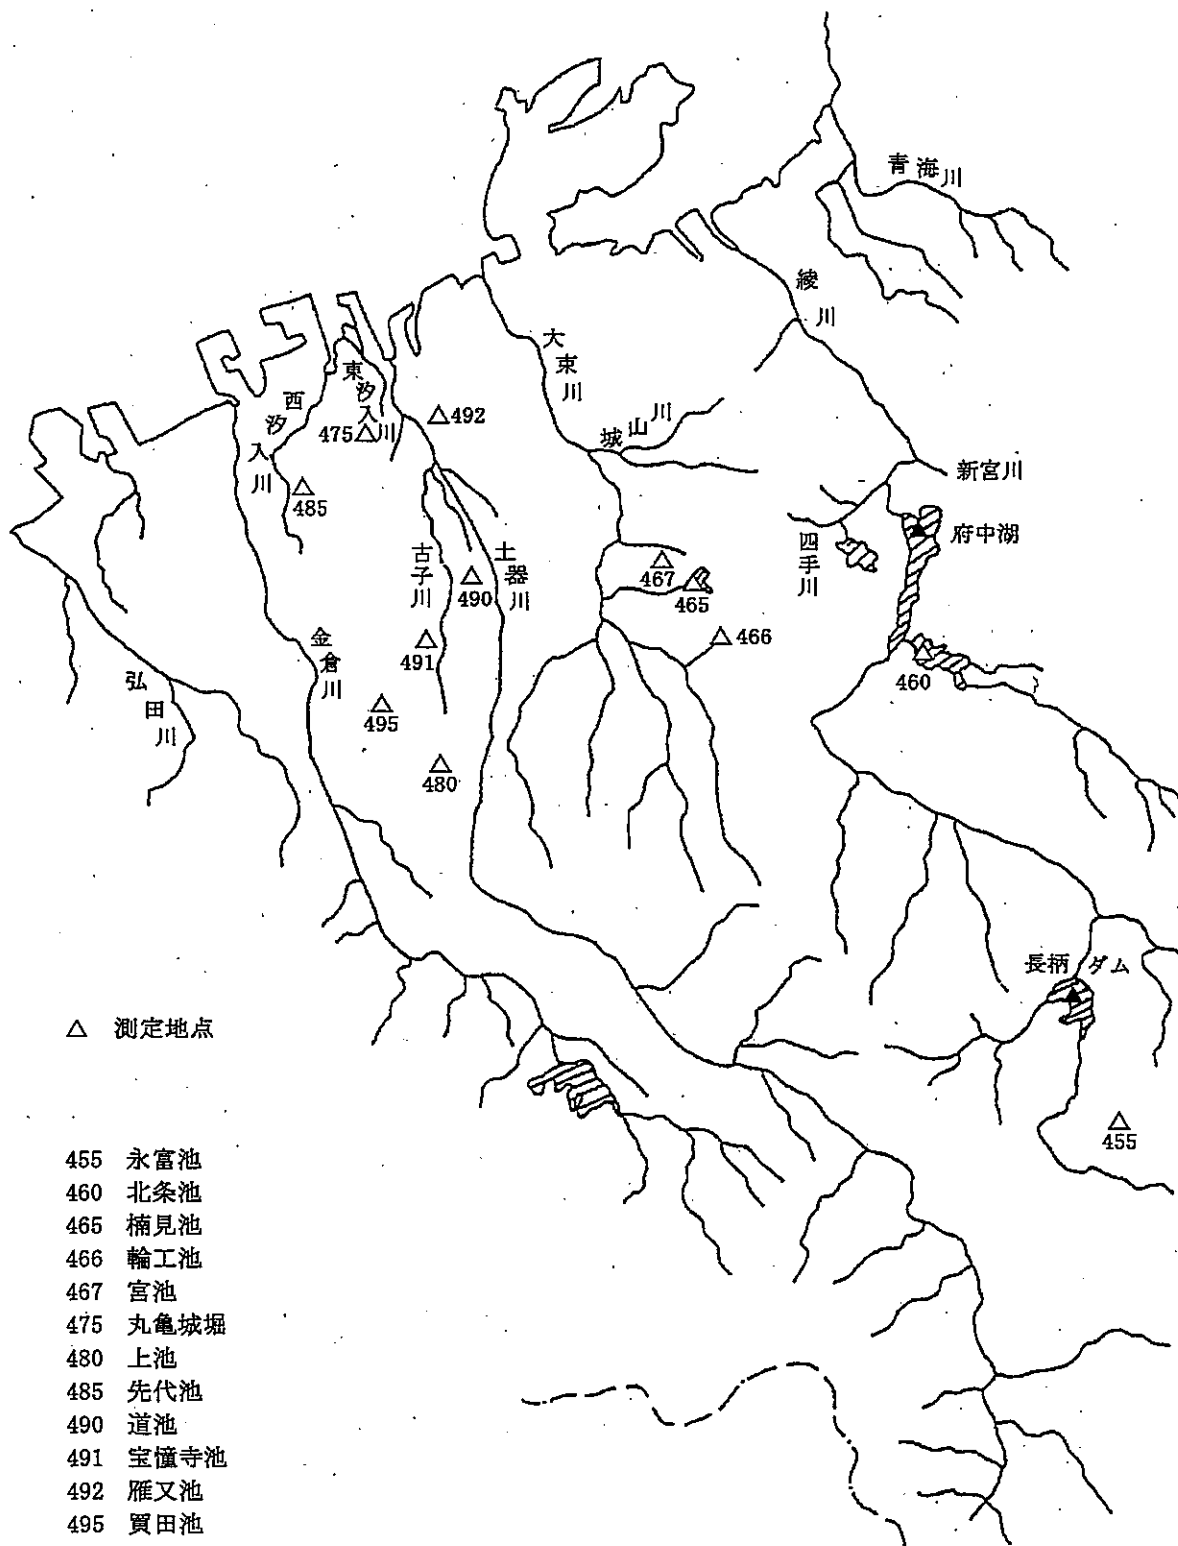 青海川
綾川
大束川
東汐入川
西汐入川
城山川
△492
475△
新宮川
485
府中湖
四手川
土器川
古子川
467
465
490
△466
金倉川
491
460
弘田川
495
480
長柄ダム
△ 測定地点
455
455 永富池
460 北条池
465 楠見池
466 輪工池
467 宮池
475 丸亀城堀
480 上池
485 先代池
490 道池
491 宝憧寺池
492 雁又池
495 買田池